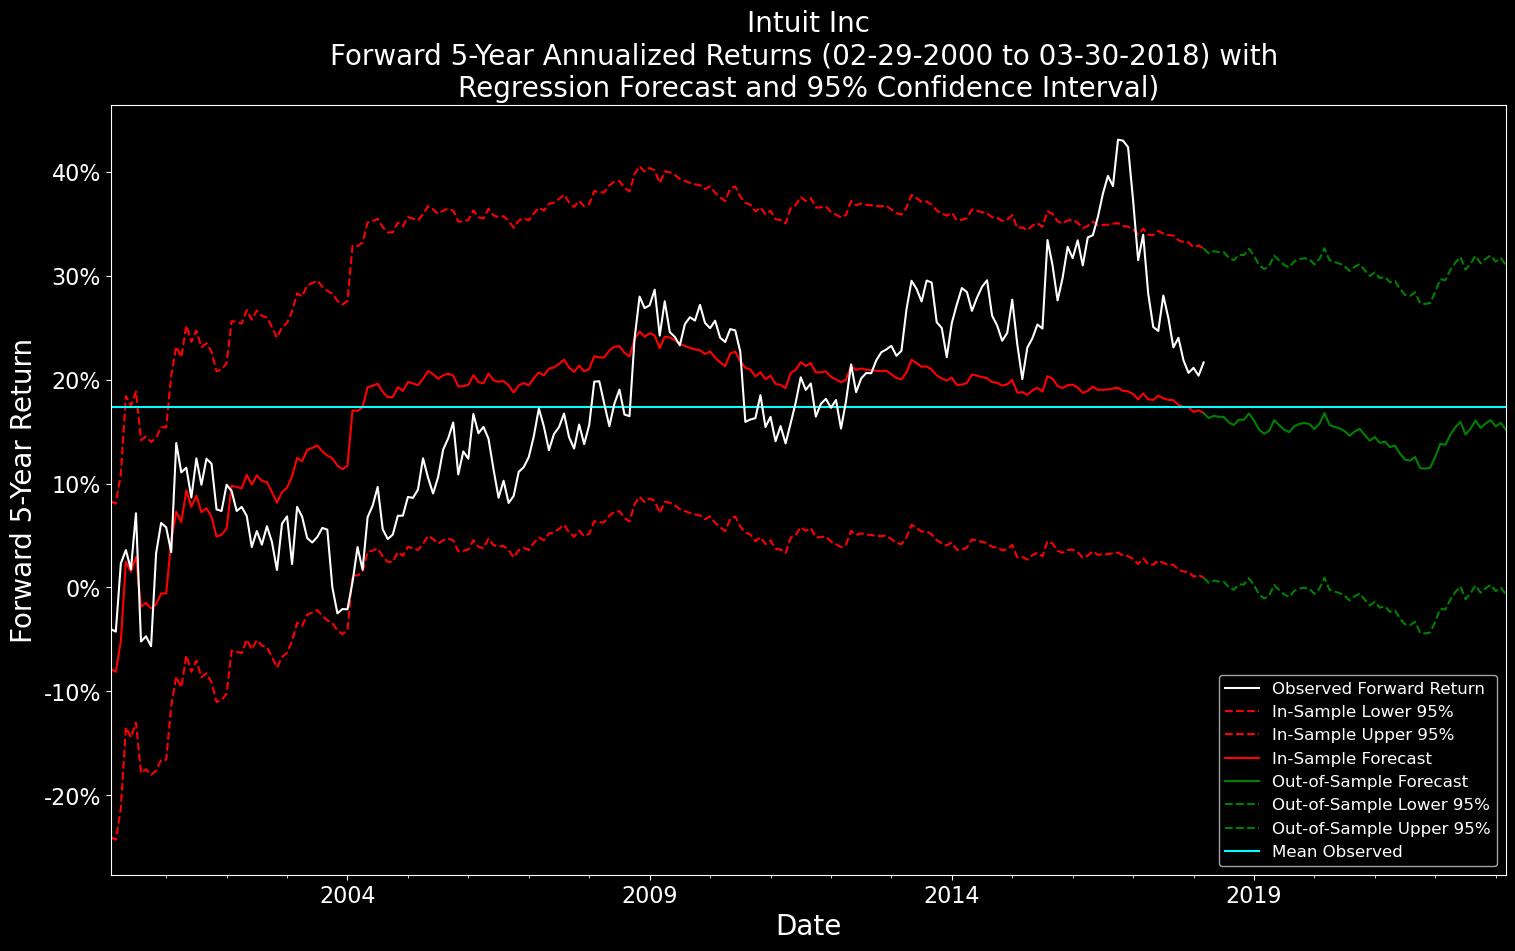 Intuit Inc
Forward 5-Year Annualized Returns (02-29-2000 to 03-30-2018) with
Regression Forecast and 95% Confidence Interval)
Forward 5-Year Return
40%
30%
20%
10%
0%
-10%
-20%
Observed Forward Return
In-Sample Lower 95%
In-Sample Upper 95%
In-Sample Forecast
Out-of-Sample Forecast
Out-of-Sample Lower 95%
Out-of-Sample Upper 95%
Mean Observed
2004
2009
2014
2019
Date